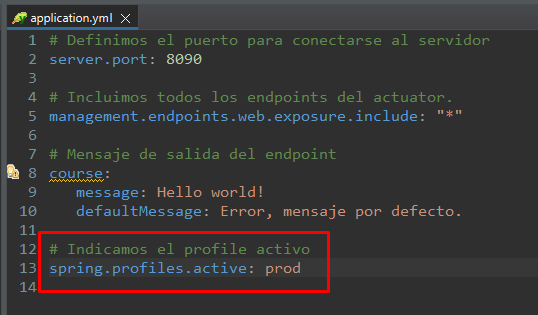 application.yml
1 # Definimos el puerto para conectarse al servidor
2 server.port: 8090
3
4 # Incluimos todos los endpoints del actuator.
5 management.endpoints.web.exposure.include: "*"
6
7 # Mensaje de salida del endpoint
8 course:
9 message: Hello world!
10 defaultMessage: Error, mensaje por defecto.
11
12 # Indicamos el profile activo
13 spring.profiles.active: prod
14